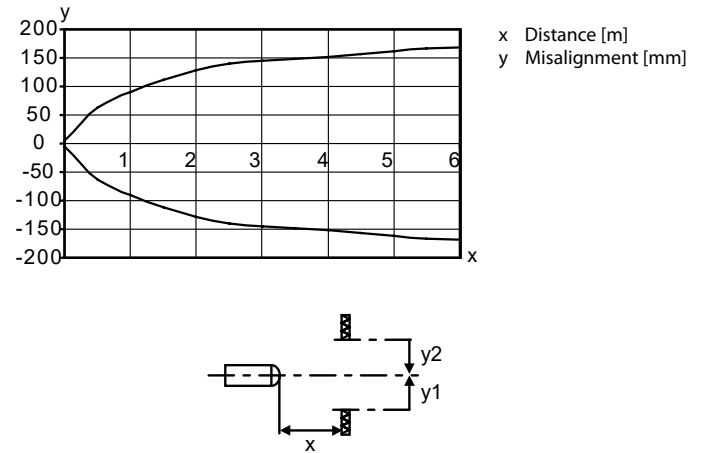 y
200
150
100
50
0
-50
-100
-150
-200
1 2 3 4 5 6
x
x Distance [m]
y Misalignment [mm]
y2
y1
x